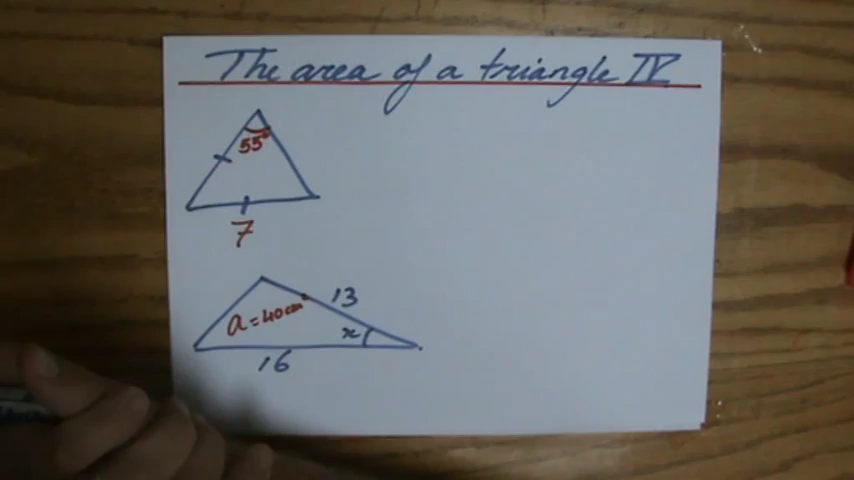 The area of a triangle IV
55°
7
13
a = 40cm²
x
16